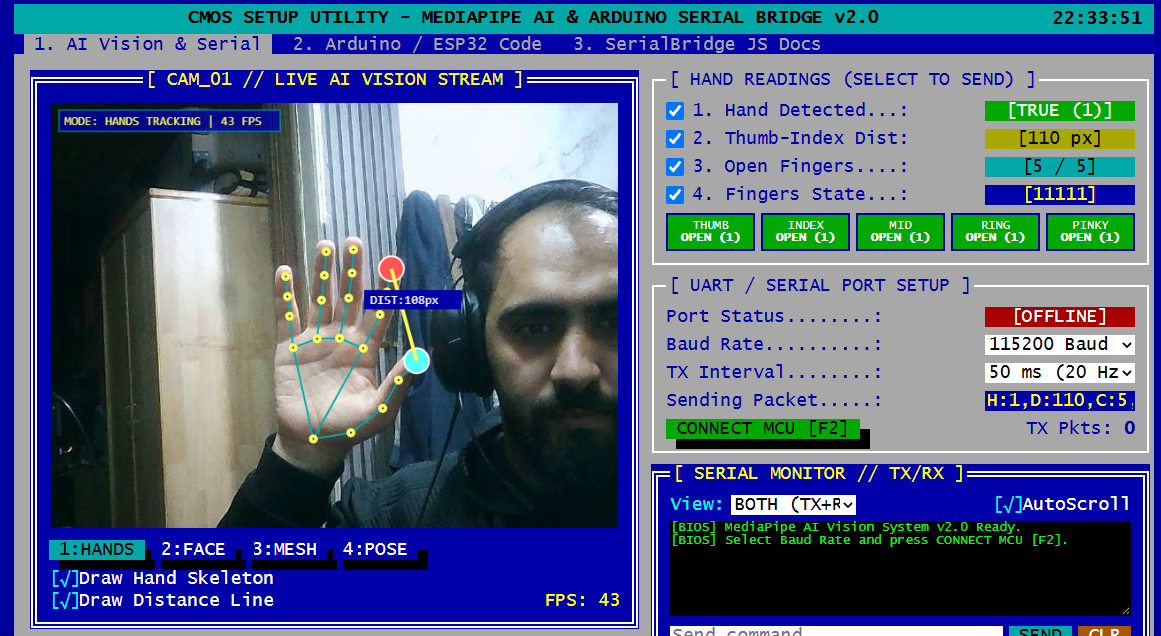 CMOS SETUP UTILITY - MEDIAPIPE AI & ARDUINO SERIAL BRIDGE v2.0 22:33:51
1. AI Vision & Serial 2. Arduino / ESP32 Code 3. SerialBridge JS Docs
[ CAM_01 // LIVE AI VISION STREAM ]
MODE: HANDS TRACKING | 43 FPS
DIST:108px
1:HANDS 2:FACE 3:MESH 4:POSE
[√]Draw Hand Skeleton
[√]Draw Distance Line FPS: 43
[ HAND READINGS (SELECT TO SEND) ]
1. Hand Detected...: [TRUE (1)]
2. Thumb-Index Dist: [110 px]
3. Open Fingers....: [5 / 5]
4. Fingers State...: [11111]
THUMB INDEX MID RING PINKY
OPEN (1) OPEN (1) OPEN (1) OPEN (1) OPEN (1)
[ UART / SERIAL PORT SETUP ]
Port Status........: [OFFLINE]
Baud Rate..........: 115200 Baud
TX Interval........: 50 ms (20 Hz
Sending Packet.....: H:1,D:110,C:5,
CONNECT MCU [F2] TX Pkts: 0
[ SERIAL MONITOR // TX/RX ]
View: BOTH (TX+R [√]AutoScroll
[BIOS] MediaPipe AI Vision System v2.0 Ready.
[BIOS] Select Baud Rate and press CONNECT MCU [F2].
Send command
SEND CLR